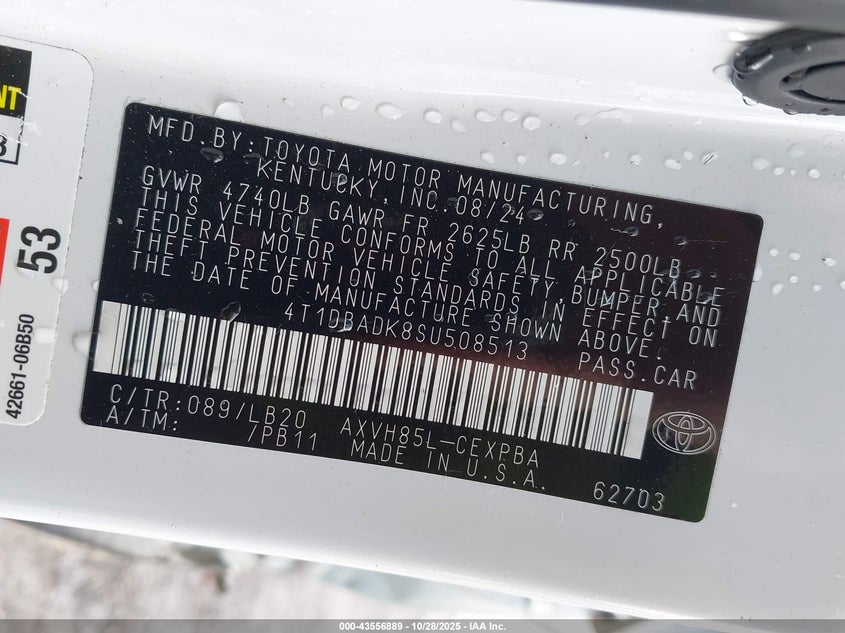 MFD. BY: TOYOTA MOTOR MANUFACTURING,
KENTUCKY, INC. 08/24
GVWR 4740LB GAWR FR 2625LB RR 2500LB
THIS VEHICLE CONFORMS TO ALL APPLICABLE
FEDERAL MOTOR VEHICLE SAFETY, BUMPER, AND
THEFT PREVENTION STANDARDS IN EFFECT ON
THE DATE OF MANUFACTURE SHOWN ABOVE.
4T1DBADK8SU508513 PASS. CAR
C/TR: 089/LB20 AXVH85L-CEXPBA
A/TM: /PB11 MADE IN U.S.A.
62703
NT
3
53
42661-06B50
000-43556889 | 10/28/2025 - IAA Inc.